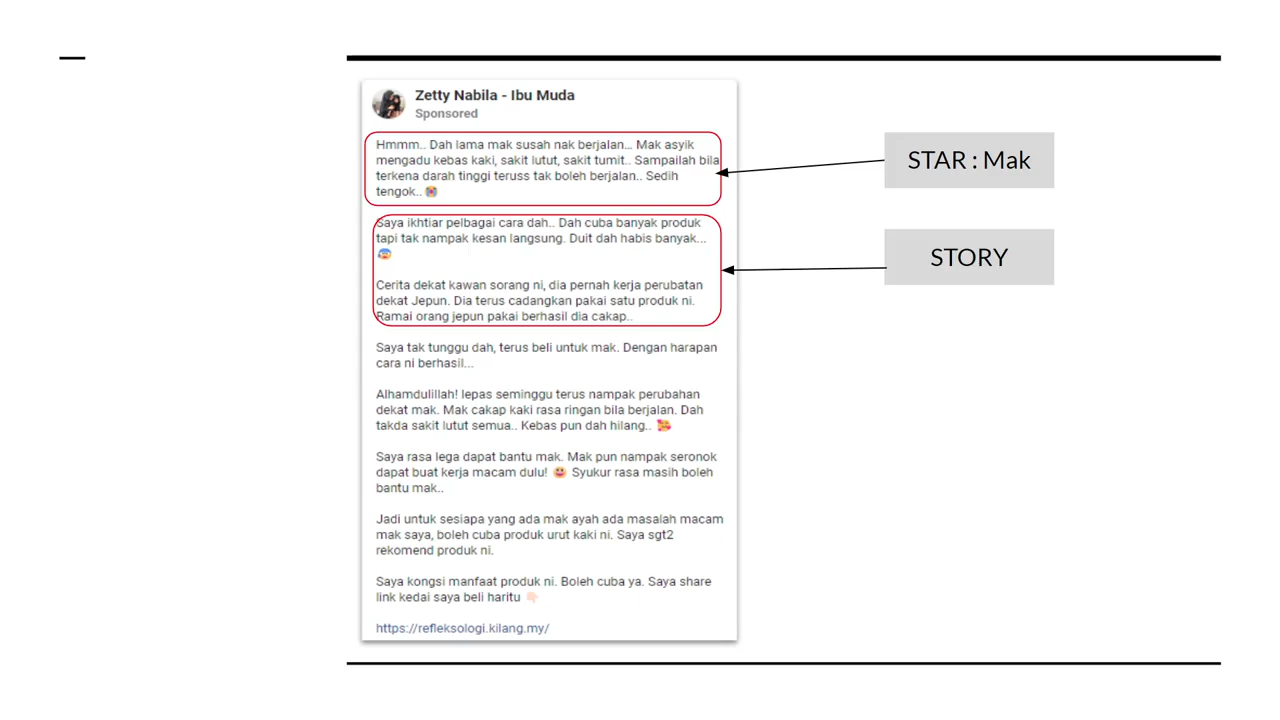 Zetty Nabila - Ibu Muda
Sponsored
Hmmm.. Dah lama mak susah nak berjalan... Mak asyik
mengadu kebas kaki, sakit lutut, sakit tumit.. Sampailah bila
terkena darah tinggi teruss tak boleh berjalan.. Sedih
tengok.. 😭
Saya ikhtiar pelbagai cara dah.. Dah cuba banyak produk
tapi tak nampak kesan langsung. Duit dah habis banyak...
😰
Cerita dekat kawan sorang ni, dia pernah kerja perubatan
dekat Jepun. Dia terus cadangkan pakai satu produk ni.
Ramai orang jepun pakai berhasil dia cakap..
Saya tak tunggu dah, terus beli untuk mak. Dengan harapan
cara ni berhasil...
Alhamdulillah! lepas seminggu terus nampak perubahan
dekat mak. Mak cakap kaki rasa ringan bila berjalan. Dah
takda sakit lutut semua.. Kebas pun dah hilang.. 🥰
Saya rasa lega dapat bantu mak. Mak pun nampak seronok
dapat buat kerja macam dulu! 😃 Syukur rasa masih boleh
bantu mak..
Jadi untuk sesiapa yang ada mak ayah ada masalah macam
mak saya, boleh cuba produk urut kaki ni. Saya sgt2
rekomend produk ni.
Saya kongsi manfaat produk ni. Boleh cuba ya. Saya share
link kedai saya beli haritu 👇🏻
https://refleksologi.kilang.my/
STAR : Mak
STORY